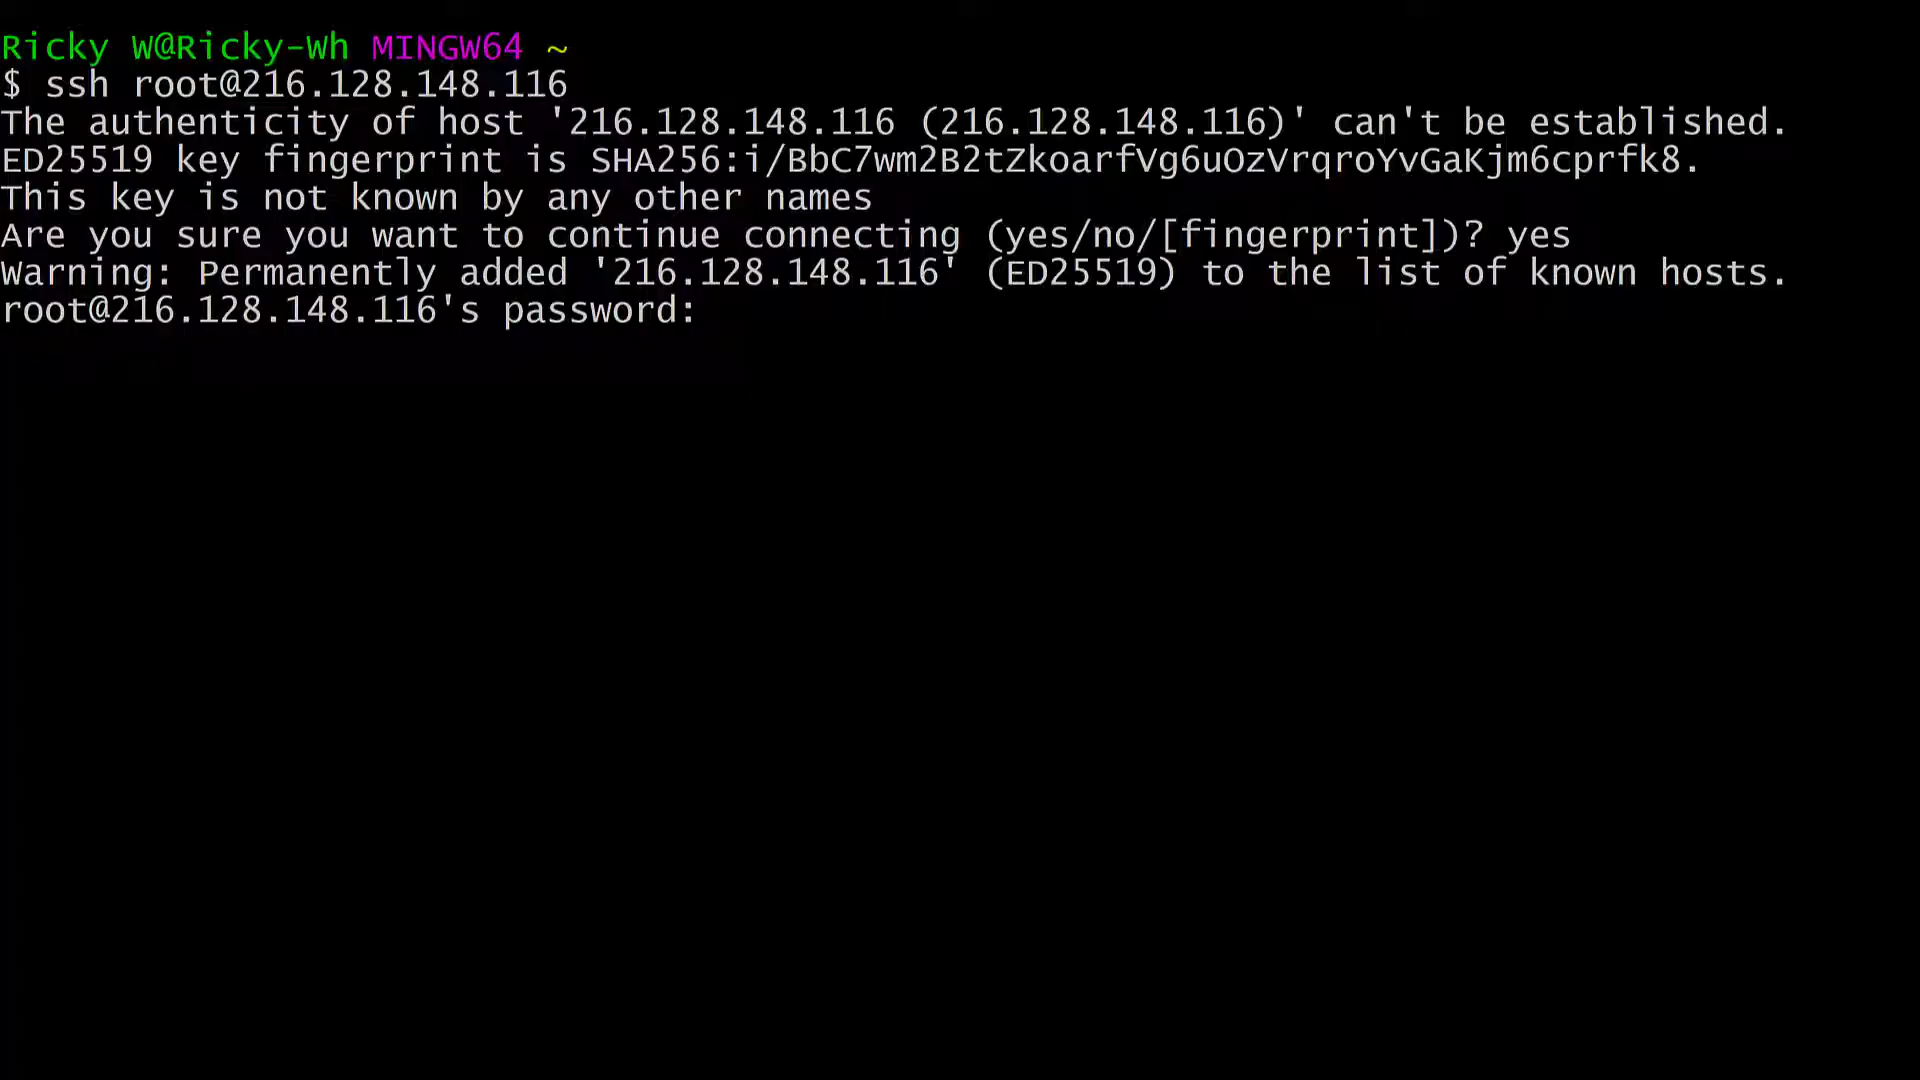 Ricky W@Ricky-Wh MINGW64 ~
$ ssh root@216.128.148.116
The authenticity of host '216.128.148.116 (216.128.148.116)' can't be established.
ED25519 key fingerprint is SHA256:i/BbC7wm2B2tZkoarfVg6uOzVrqroYvGaKjm6cprfk8.
This key is not known by any other names
Are you sure you want to continue connecting (yes/no/[fingerprint])? yes
Warning: Permanently added '216.128.148.116' (ED25519) to the list of known hosts.
root@216.128.148.116's password: